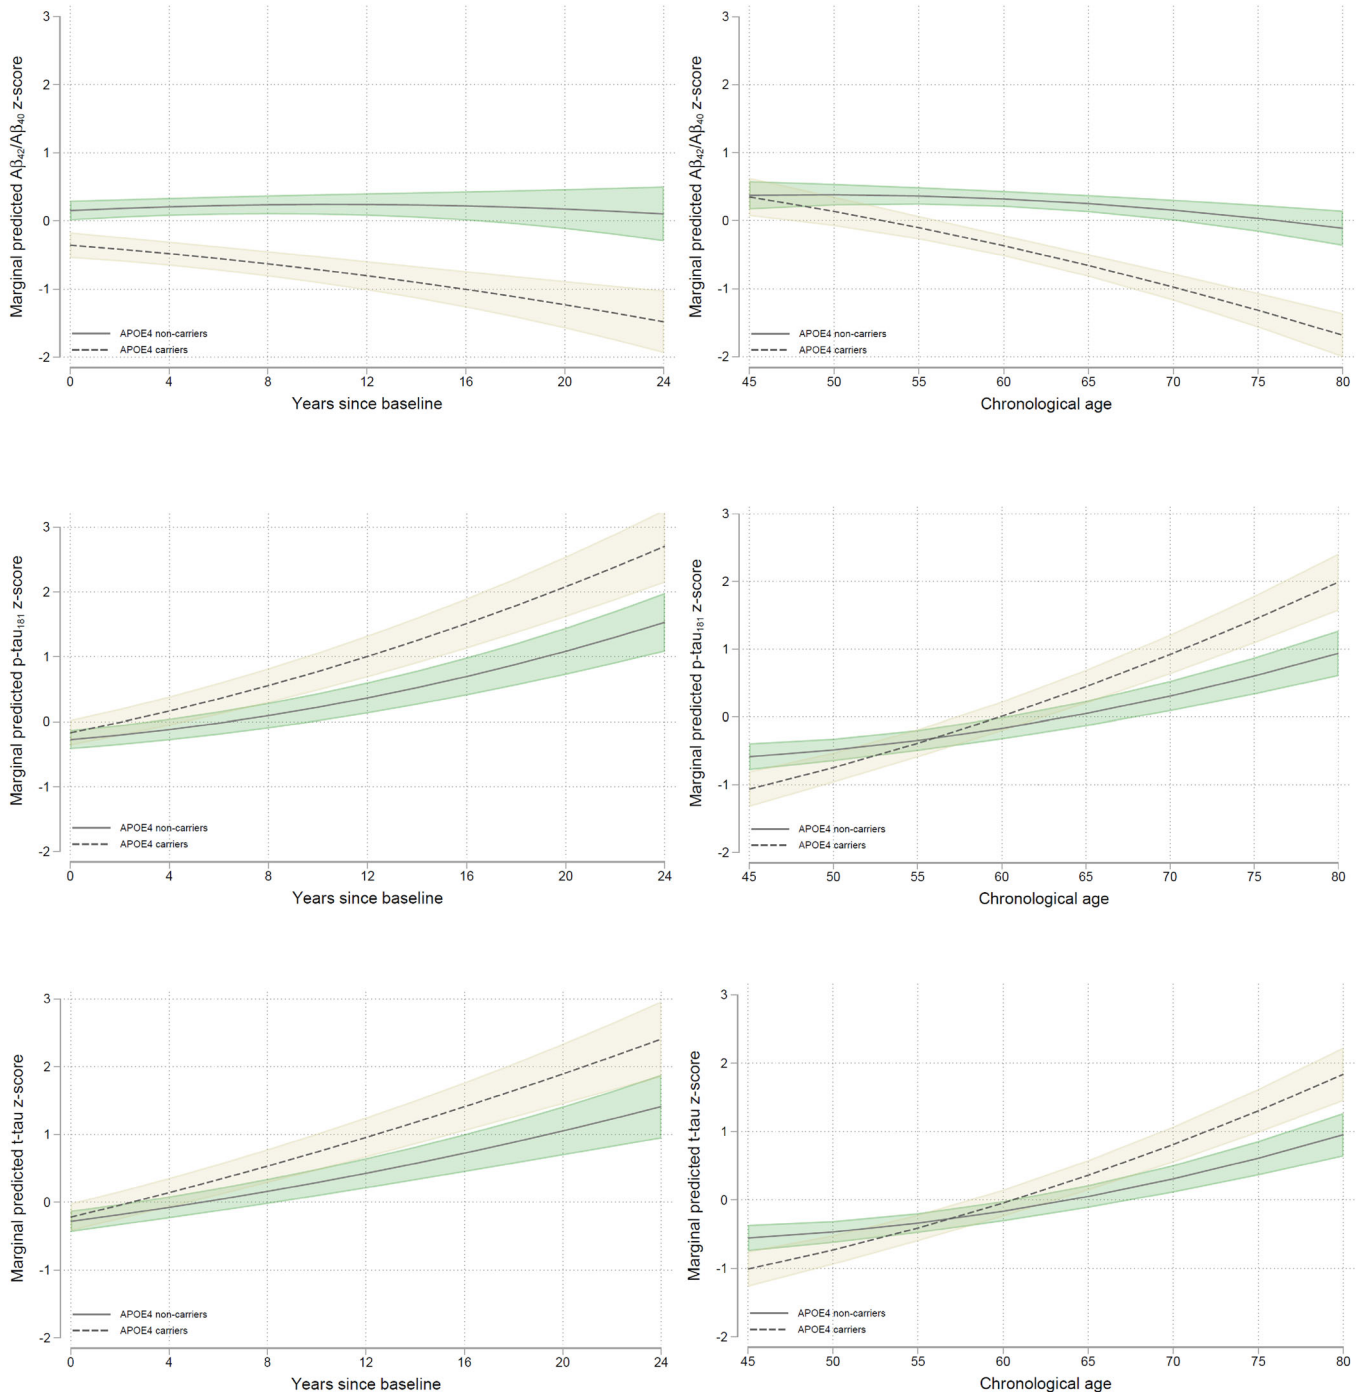 Marginal predicted Aβ42/Aβ40 z-score
3
2
1
0
-1
-2
APOE4 non-carriers
APOE4 carriers
0 4 8 12 16 20 24
Years since baseline
Marginal predicted Aβ42/Aβ40 z-score
3
2
1
0
-1
-2
APOE4 non-carriers
APOE4 carriers
45 50 55 60 65 70 75 80
Chronological age
Marginal predicted p-tau181 z-score
3
2
1
0
-1
-2
APOE4 non-carriers
APOE4 carriers
0 4 8 12 16 20 24
Years since baseline
Marginal predicted p-tau181 z-score
3
2
1
0
-1
-2
APOE4 non-carriers
APOE4 carriers
45 50 55 60 65 70 75 80
Chronological age
Marginal predicted t-tau z-score
3
2
1
0
-1
-2
APOE4 non-carriers
APOE4 carriers
0 4 8 12 16 20 24
Years since baseline
Marginal predicted t-tau z-score
3
2
1
0
-1
-2
APOE4 non-carriers
APOE4 carriers
45 50 55 60 65 70 75 80
Chronological age